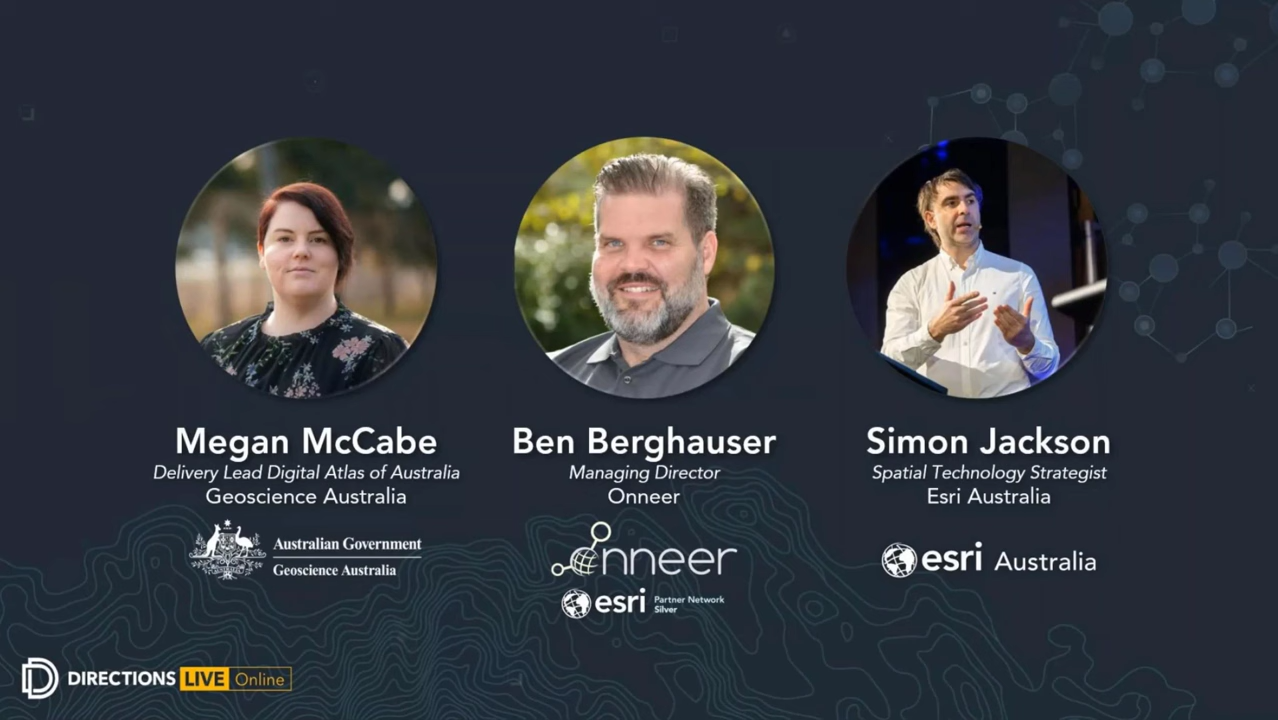 Megan McCabe
Delivery Lead Digital Atlas of Australia
Geoscience Australia
Australian Government
Geoscience Australia
Ben Berghauser
Managing Director
Onneer
Onneer
esri Partner Network
Silver
Simon Jackson
Spatial Technology Strategist
Esri Australia
esri Australia
DIRECTIONS LIVE Online